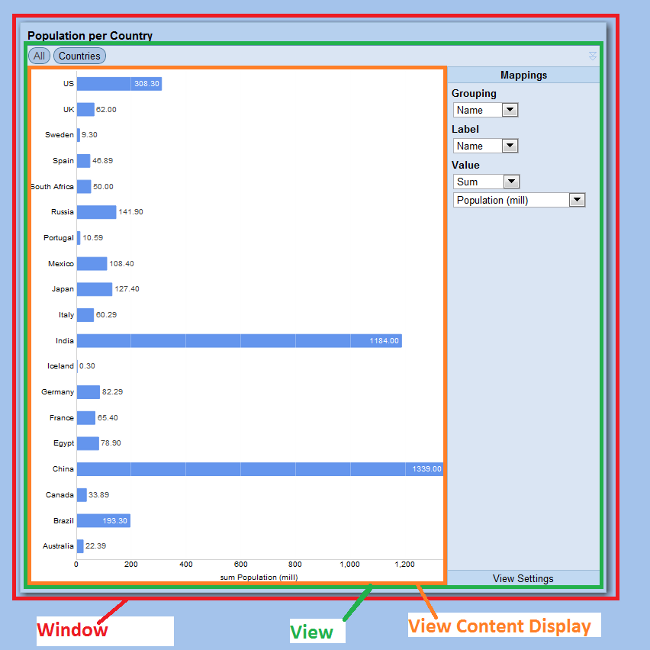 Population per Country
All Countries
Mappings
Grouping
Name
Label
Name
Value
Sum
Population (mill)
US 308.30
UK 62.00
Sweden 9.30
Spain 46.89
South Africa 50.00
Russia 141.90
Portugal 10.59
Mexico 108.40
Japan 127.40
Italy 60.29
India 1184.00
Iceland 0.30
Germany 82.29
France 65.40
Egypt 78.90
China 1339.00
Canada 33.89
Brazil 193.30
Australia 22.39
0 200 400 600 800 1,000 1,200
sum Population (mill)
View Settings
Window
View
View Content Display